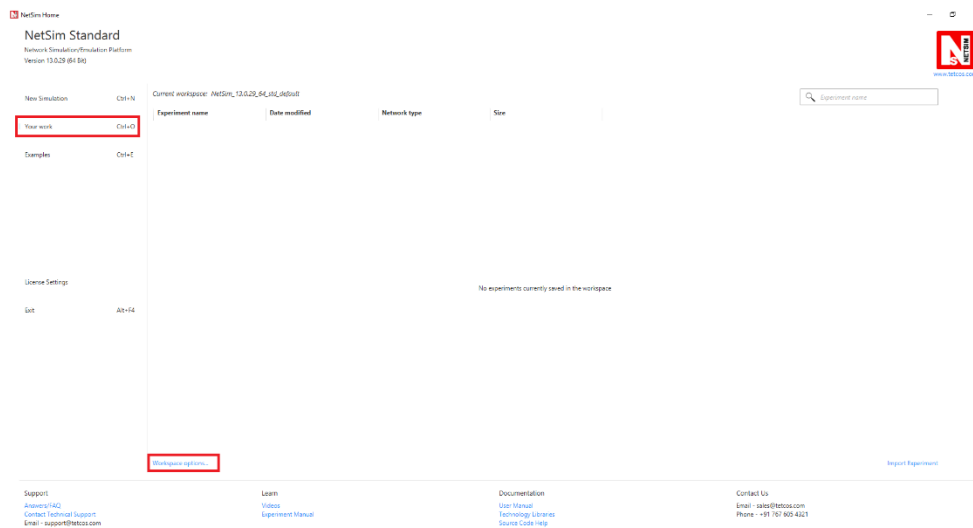 NetSim Home
NetSim Standard
Network Simulation/Emulation Platform
Version 13.0.29 (64 Bit)
NETSIM
www.tetcos.com
New Simulation Ctrl+N
Your work Ctrl+O
Examples Ctrl+E
License Settings
Exit Alt+F4
Current workspace: NetSim_13.0.29_64_std_default
Experiment name
Experiment name Date modified Network type Size
No experiments currently saved in the workspace
Workspace options...
Import Experiment
Support
Answers/FAQ
Contact Technical Support
Email - support@tetcos.com
Learn
Videos
Experiment Manual
Documentation
User Manual
Technology Libraries
Source Code Help
Contact Us
Email - sales@tetcos.com
Phone - +91 767 605 4321